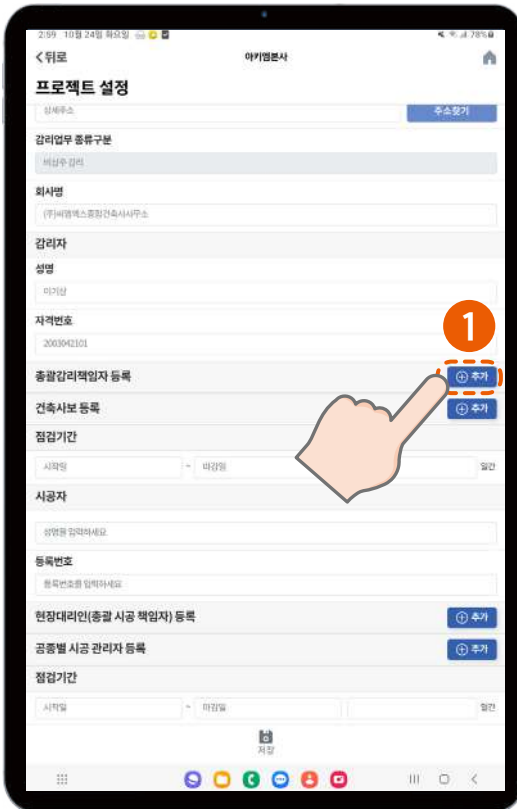 2:59 10월 24일 화요일
78%
뒤로
아키엠본사
프로젝트 설정
상세주소
주소찾기
감리업무 종류구분
비상주 감리
회사명
(주)씨엠엑스종합건축사사무소
감리자
성명
이기상
자격번호
2003042101
1
총괄감리책임자 등록
추가
건축사보 등록
추가
점검기간
시작일 ~ 마감일
일간
시공자
성명을 입력하세요
등록번호
등록번호를 입력하세요
현장대리인(총괄 시공 책임자) 등록
추가
공종별 시공 관리자 등록
추가
점검기간
시작일 ~ 마감일
일간
저장